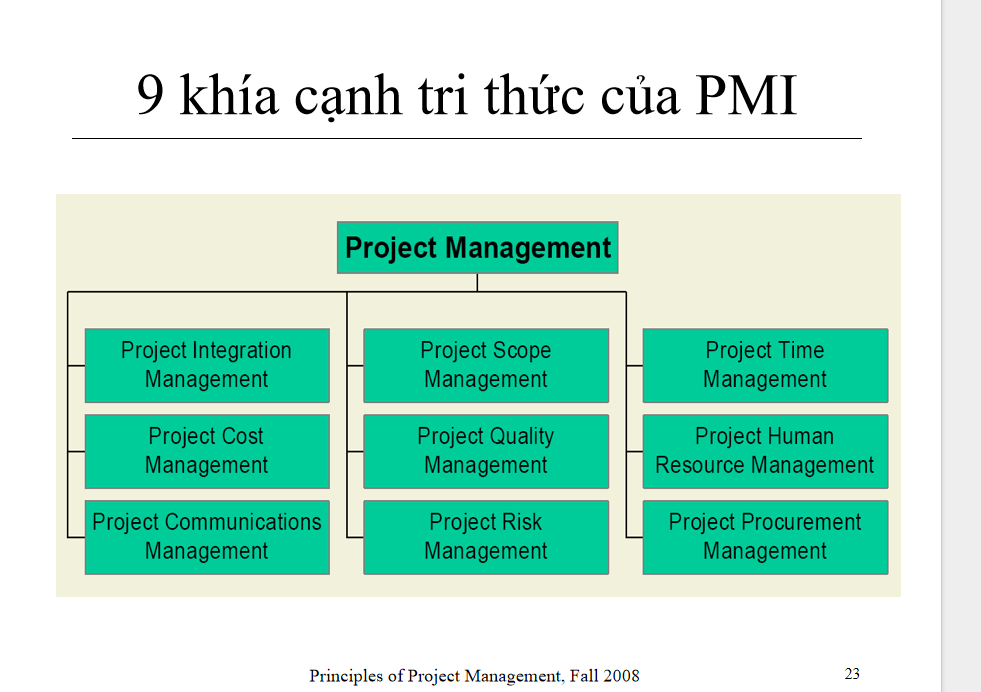 9 khía cạnh tri thức của PMI
Project Management
Project Integration
Management
Project Scope
Management
Project Time
Management
Project Cost
Management
Project Quality
Management
Project Human
Resource Management
Project Communications
Management
Project Risk
Management
Project Procurement
Management
Principles of Project Management, Fall 2008
23